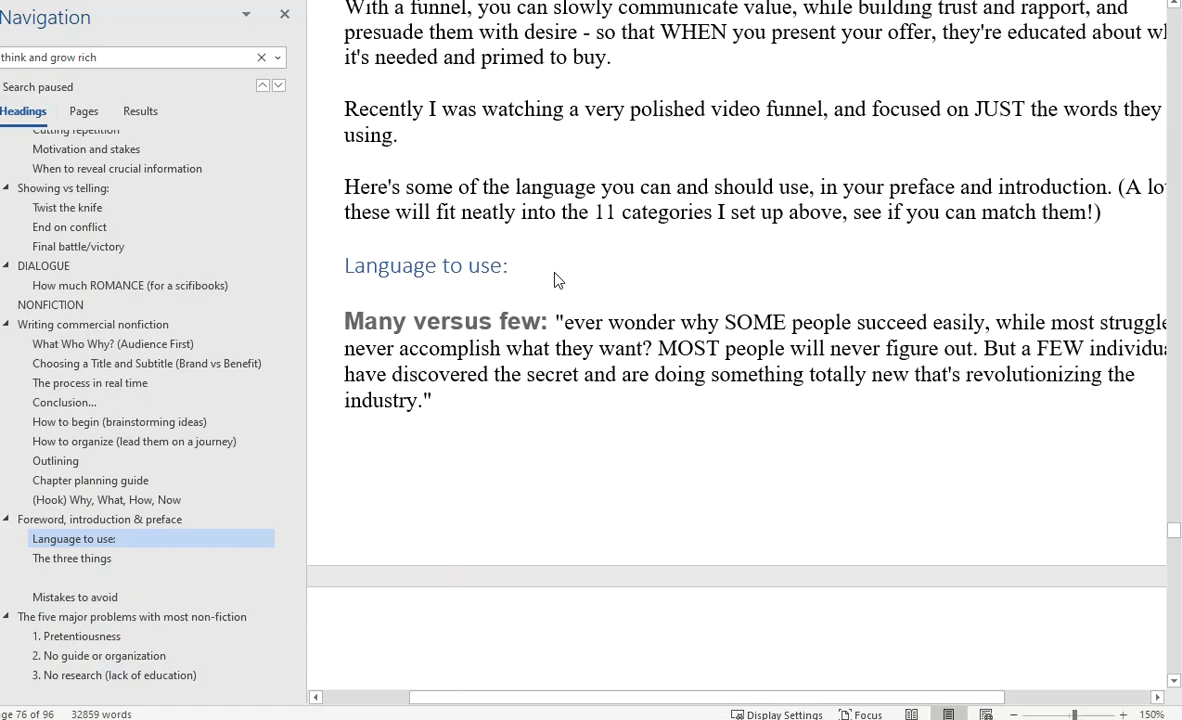 Navigation
think and grow rich
Search paused
Headings Pages Results
Cutting repetition
Motivation and stakes
When to reveal crucial information
Showing vs telling:
Twist the knife
End on conflict
Final battle/victory
DIALOGUE
How much ROMANCE (for a scifibooks)
NONFICTION
Writing commercial nonfiction
What Who Why? (Audience First)
Choosing a Title and Subtitle (Brand vs Benefit)
The process in real time
Conclusion...
How to begin (brainstorming ideas)
How to organize (lead them on a journey)
Outlining
Chapter planning guide
(Hook) Why, What, How, Now
Foreword, introduction & preface
Language to use:
The three things
Mistakes to avoid
The five major problems with most non-fiction
1. Pretentiousness
2. No guide or organization
3. No research (lack of education)
With a funnel, you can slowly communicate value, while building trust and rapport, and
presuade them with desire - so that WHEN you present your offer, they're educated about
it's needed and primed to buy.
Recently I was watching a very polished video funnel, and focused on JUST the words they
using.
Here's some of the language you can and should use, in your preface and introduction. (A
these will fit neatly into the 11 categories I set up above, see if you can match them!)
Language to use:
Many versus few: "ever wonder why SOME people succeed easily, while most struggle
never accomplish what they want? MOST people will never figure out. But a FEW
have discovered the secret and are doing something totally new that's revolutionizing the
industry."
76 of 96 32859 words
Display Settings Focus 150%